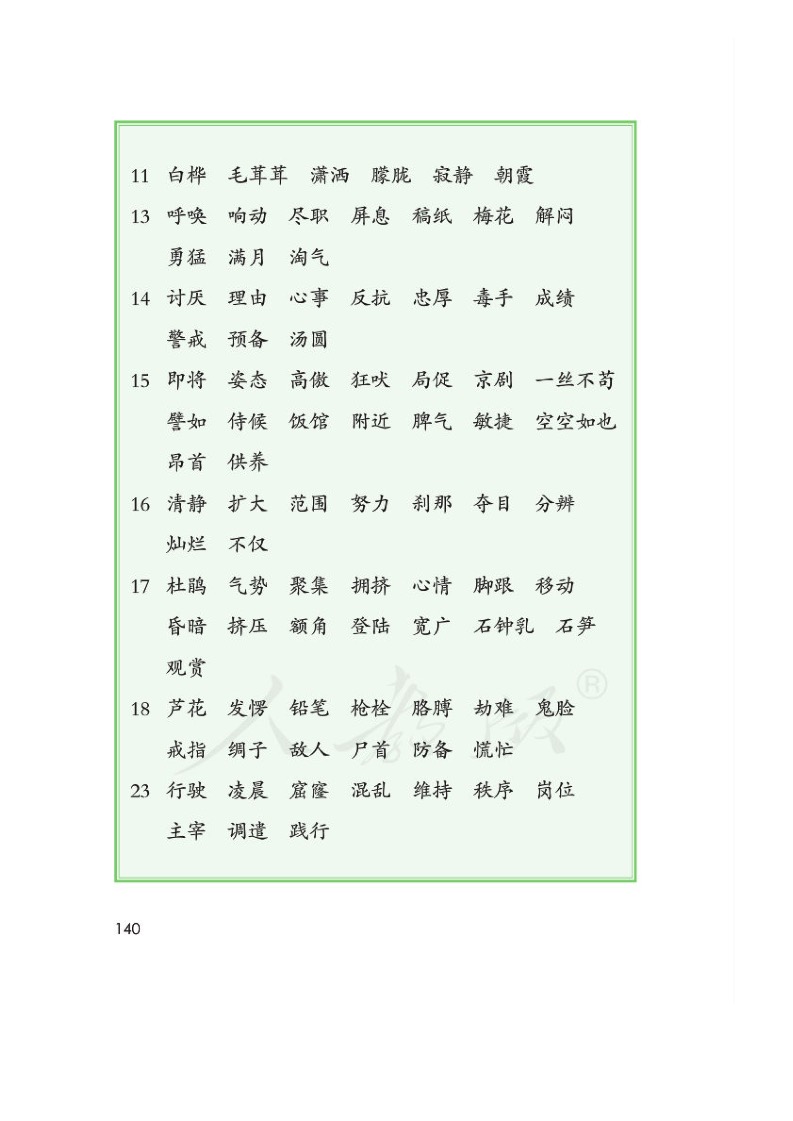 11 白桦 毛茸茸 潇洒 朦胧 寂静 朝霞
13 呼唤 响动 尽职 屏息 稿纸 梅花 解闷
勇猛 满月 淘气
14 讨厌 理由 心事 反抗 忠厚 毒手 成绩
警戒 预备 汤圆
15 即将 姿态 高傲 狂吠 局促 京剧 一丝不苟
譬如 侍候 饭馆 附近 脾气 敏捷 空空如也
昂首 供养
16 清静 扩大 范围 努力 刹那 夺目 分辨
灿烂 不仅
17 杜鹃 气势 聚集 拥挤 心情 脚跟 移动
昏暗 挤压 额角 登陆 宽广 石钟乳 石笋
观赏
18 芦花 发愣 铅笔 枪栓 胳膊 劫难 鬼脸
戒指 绸子 敌人 尸首 防备 慌忙
23 行驶 凌晨 窟窿 混乱 维持 秩序 岗位
主宰 调遣 践行
人教版®
140